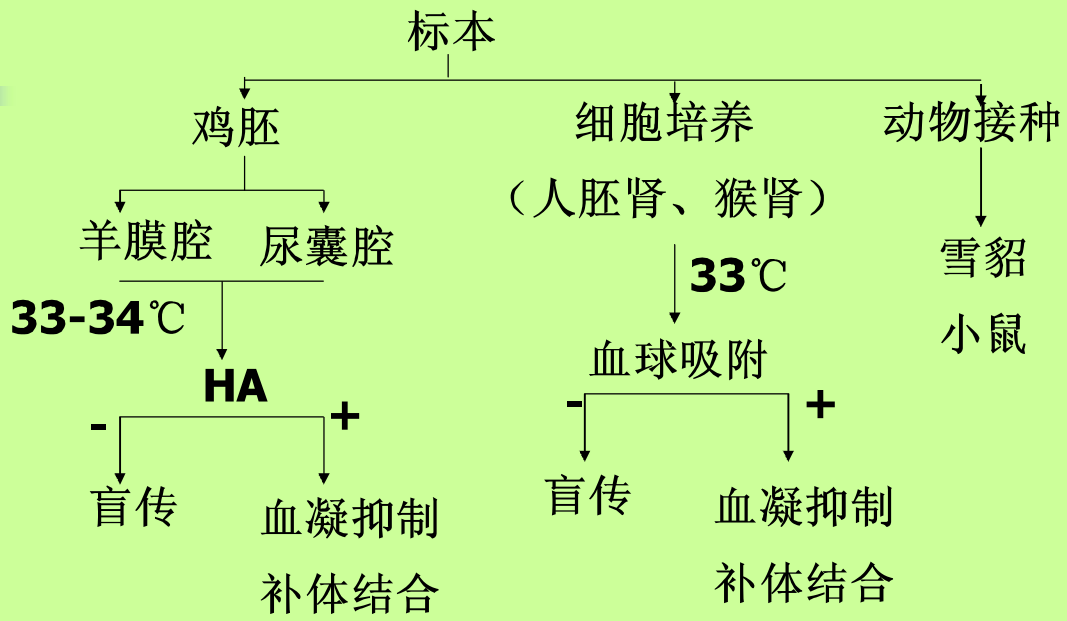 标本
鸡胚
细胞培养
动物接种
（人胚肾、猴肾）
羊膜腔
尿囊腔
雪貂
33℃
33-34℃
小鼠
血球吸附
HA
-
+
-
+
盲传
血凝抑制
盲传
血凝抑制
补体结合
补体结合